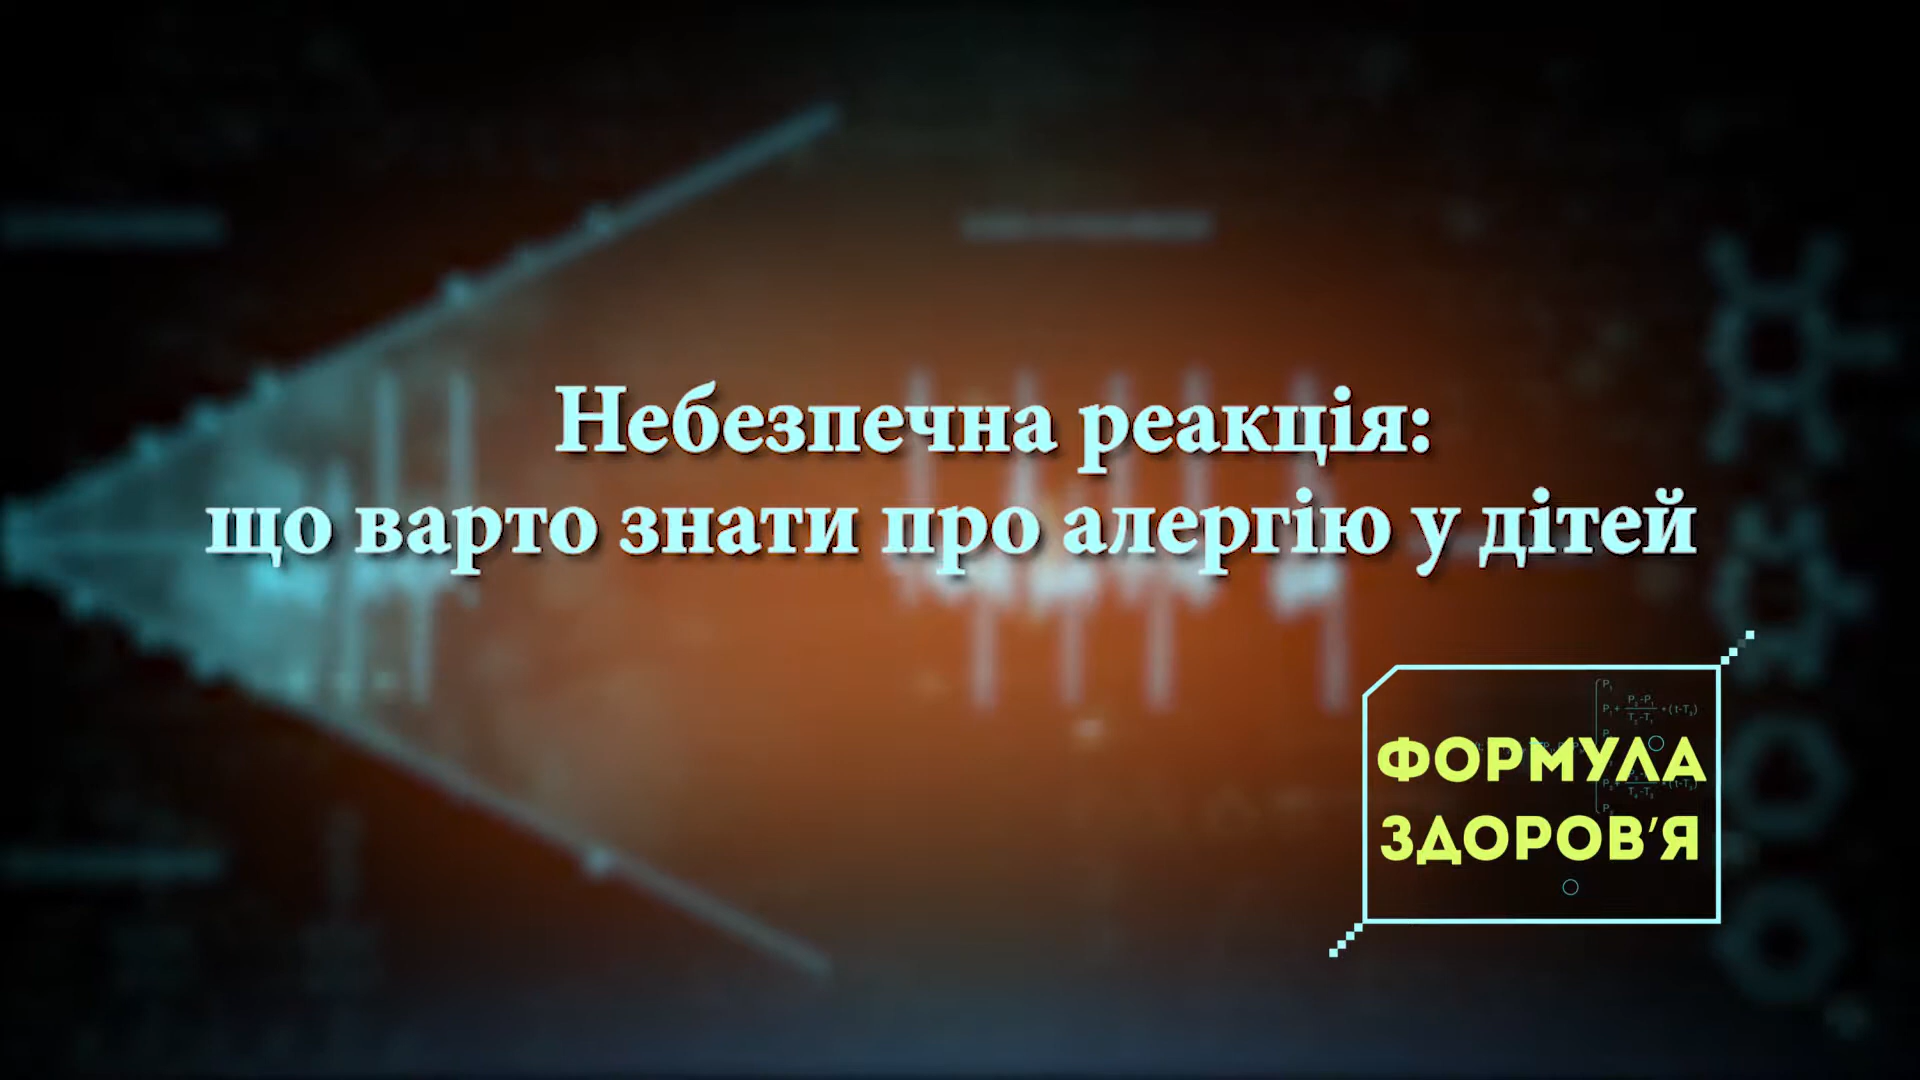 Небезпечна реакція:
що варто знати про алергію у дітей
ФОРМУЛА
ЗДОРОВ'Я